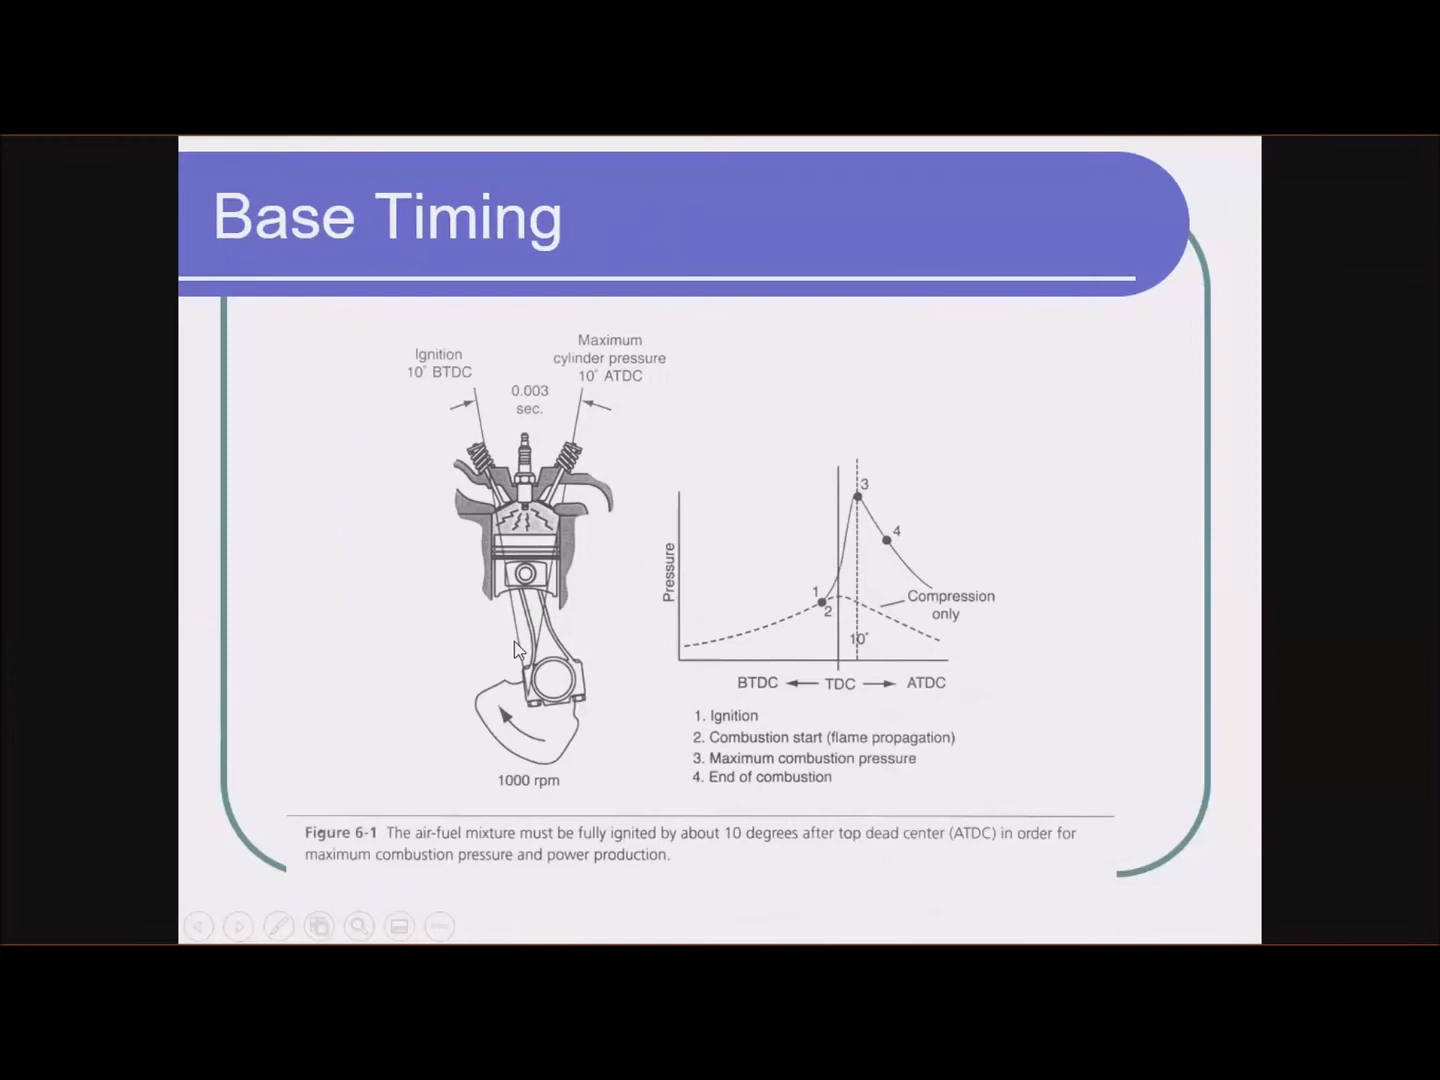 Base Timing
Ignition
10° BTDC
0.003
sec.
Maximum
cylinder pressure
10° ATDC
1000 rpm
Pressure
1
2
3
4
Compression
only
10°
BTDC TDC ATDC
1. Ignition
2. Combustion start (flame propagation)
3. Maximum combustion pressure
4. End of combustion
Figure 6-1 The air-fuel mixture must be fully ignited by about 10 degrees after top dead center (ATDC) in order for
maximum combustion pressure and power production.